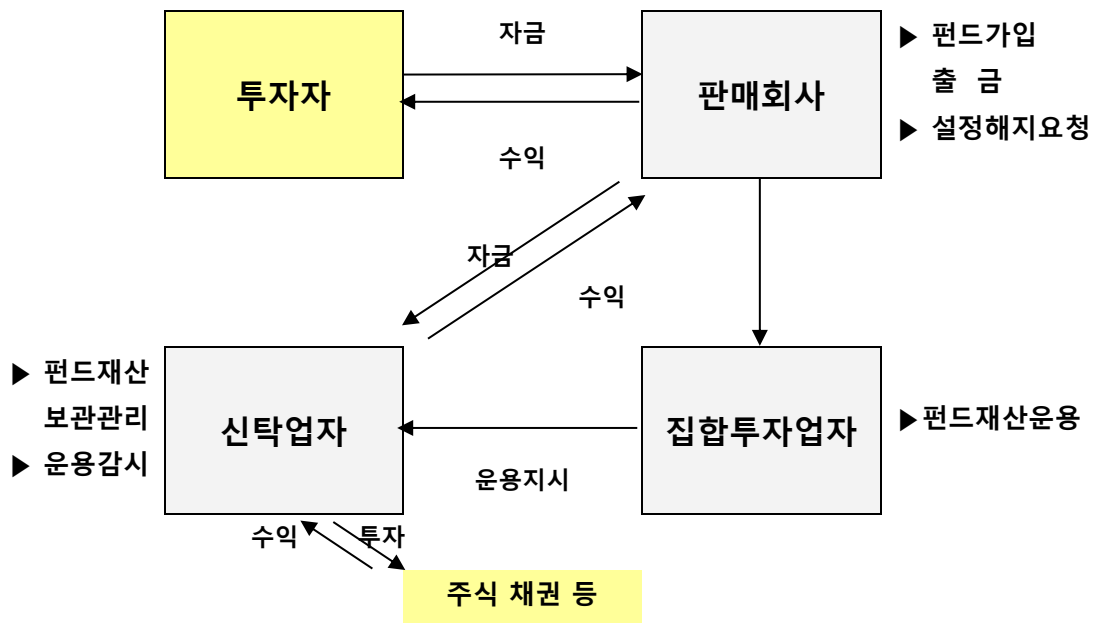 자금
투자자
판매회사
▶ 펀드가입
출 금
▶ 설정해지요청
수익
자금
수익
▶ 펀드재산
보관관리
▶ 운용감시
신탁업자
집합투자업자
▶펀드재산운용
운용지시
수익
투자
주식 채권 등